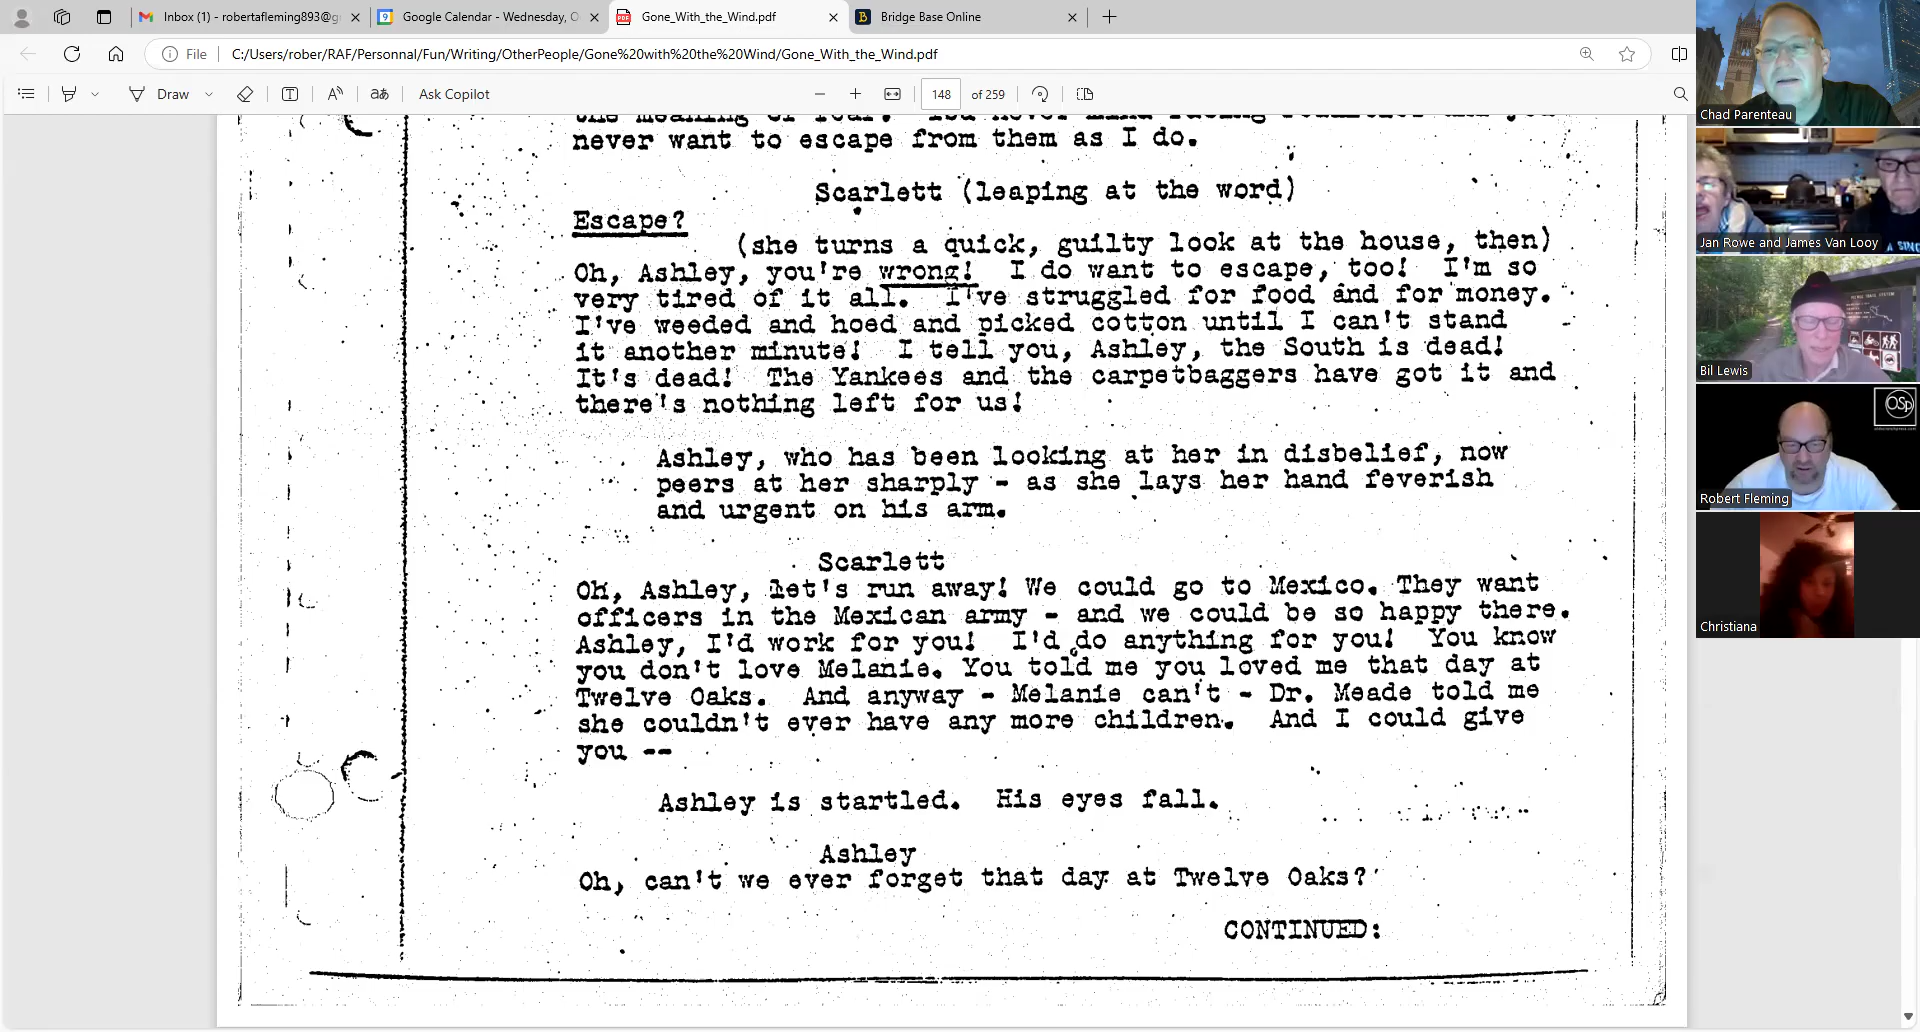 Inbox (1) - robertafleming893@g
Google Calendar - Wednesday, O
Gone_With_the_Wind.pdf
Bridge Base Online
File
C:/Users/rober/RAF/Personnal/Fun/Writing/OtherPeople/Gone%20with%20the%20Wind/Gone_With_the_Wind.pdf
Draw
Ask Copilot
148 of 259
never want to escape from them as I do.
Scarlett (leaping at the word)
Escape?
(she turns a quick, guilty look at the house, then)
Oh, Ashley, you're wrong! I do want to escape, too! I'm so
very tired of it all. I've struggled for food and for money.
I've weeded and hoed and picked cotton until I can't stand
it another minute! I tell you, Ashley, the South is dead!
It's dead! The Yankees and the carpetbaggers have got it and
there's nothing left for us!
Ashley, who has been looking at her in disbelief, now
peers at her sharply - as she lays her hand feverish
and urgent on his arm.
Scarlett
Oh, Ashley, let's run away! We could go to Mexico. They want
officers in the Mexican army - and we could be so happy there.
Ashley, I'd work for you! I'd do anything for you! You know
you don't love Melanie. You told me you loved me that day at
Twelve Oaks. And anyway - Melanie can't - Dr. Meade told me
she couldn't ever have any more children. And I could give
you --
Ashley is startled. His eyes fall.
Ashley
Oh, can't we ever forget that day at Twelve Oaks?
CONTINUED:
Chad Parenteau
Jan Rowe and James Van Looy
A SINC
Bil Lewis
OSP
Robert Fleming
Christiana